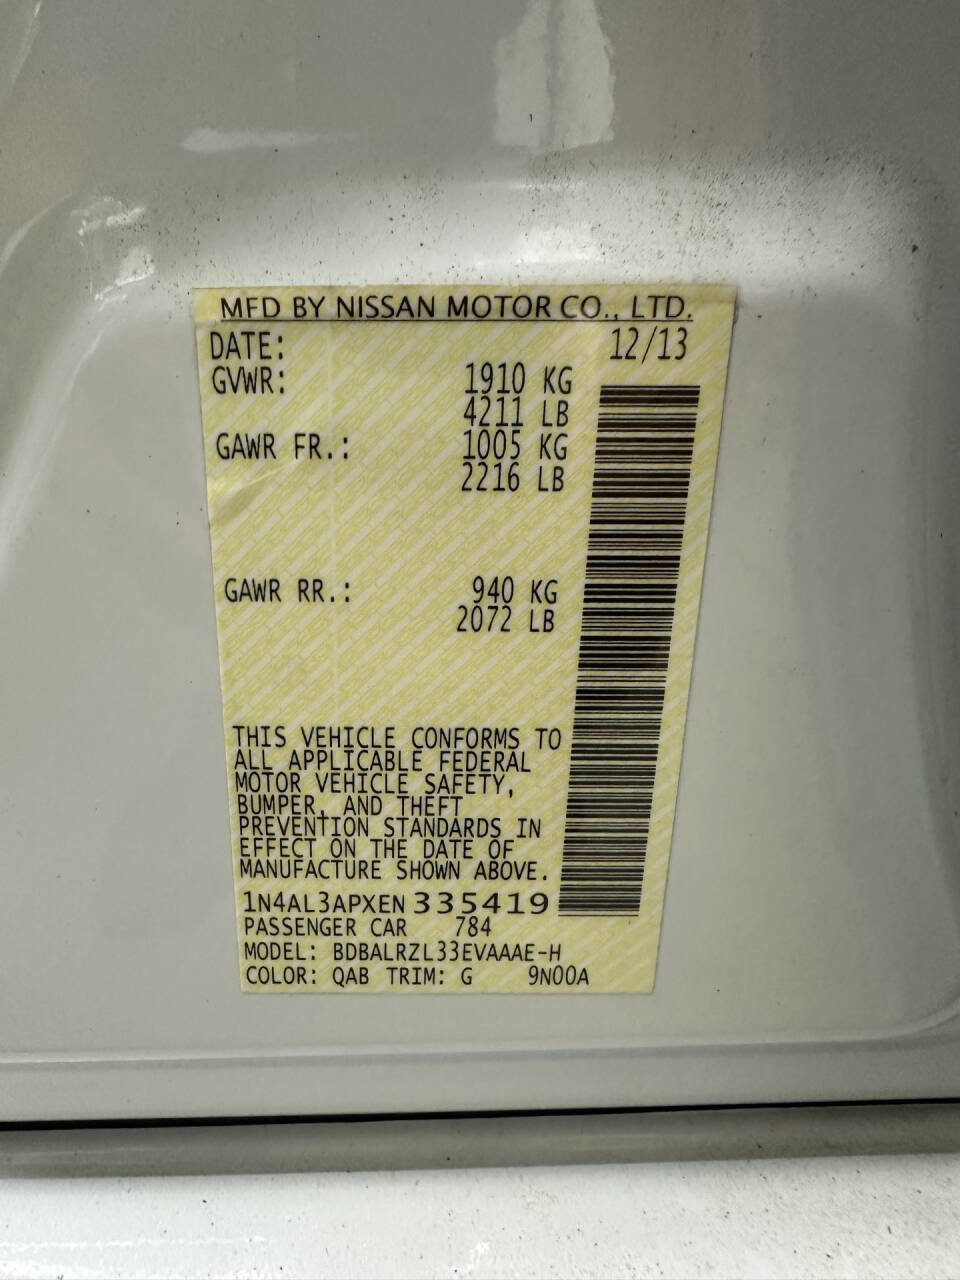 MFD BY NISSAN MOTOR CO., LTD.
DATE: 12/13
GVWR: 1910 KG
4211 LB
GAWR FR.: 1005 KG
2216 LB
GAWR RR.: 940 KG
2072 LB
THIS VEHICLE CONFORMS TO
ALL APPLICABLE FEDERAL
MOTOR VEHICLE SAFETY,
BUMPER, AND THEFT
PREVENTION STANDARDS IN
EFFECT ON THE DATE OF
MANUFACTURE SHOWN ABOVE.
1N4AL3APXEN 335419
PASSENGER CAR 784
MODEL: BDBALRZL33EVAAAE-H
COLOR: QAB TRIM: G 9N00A